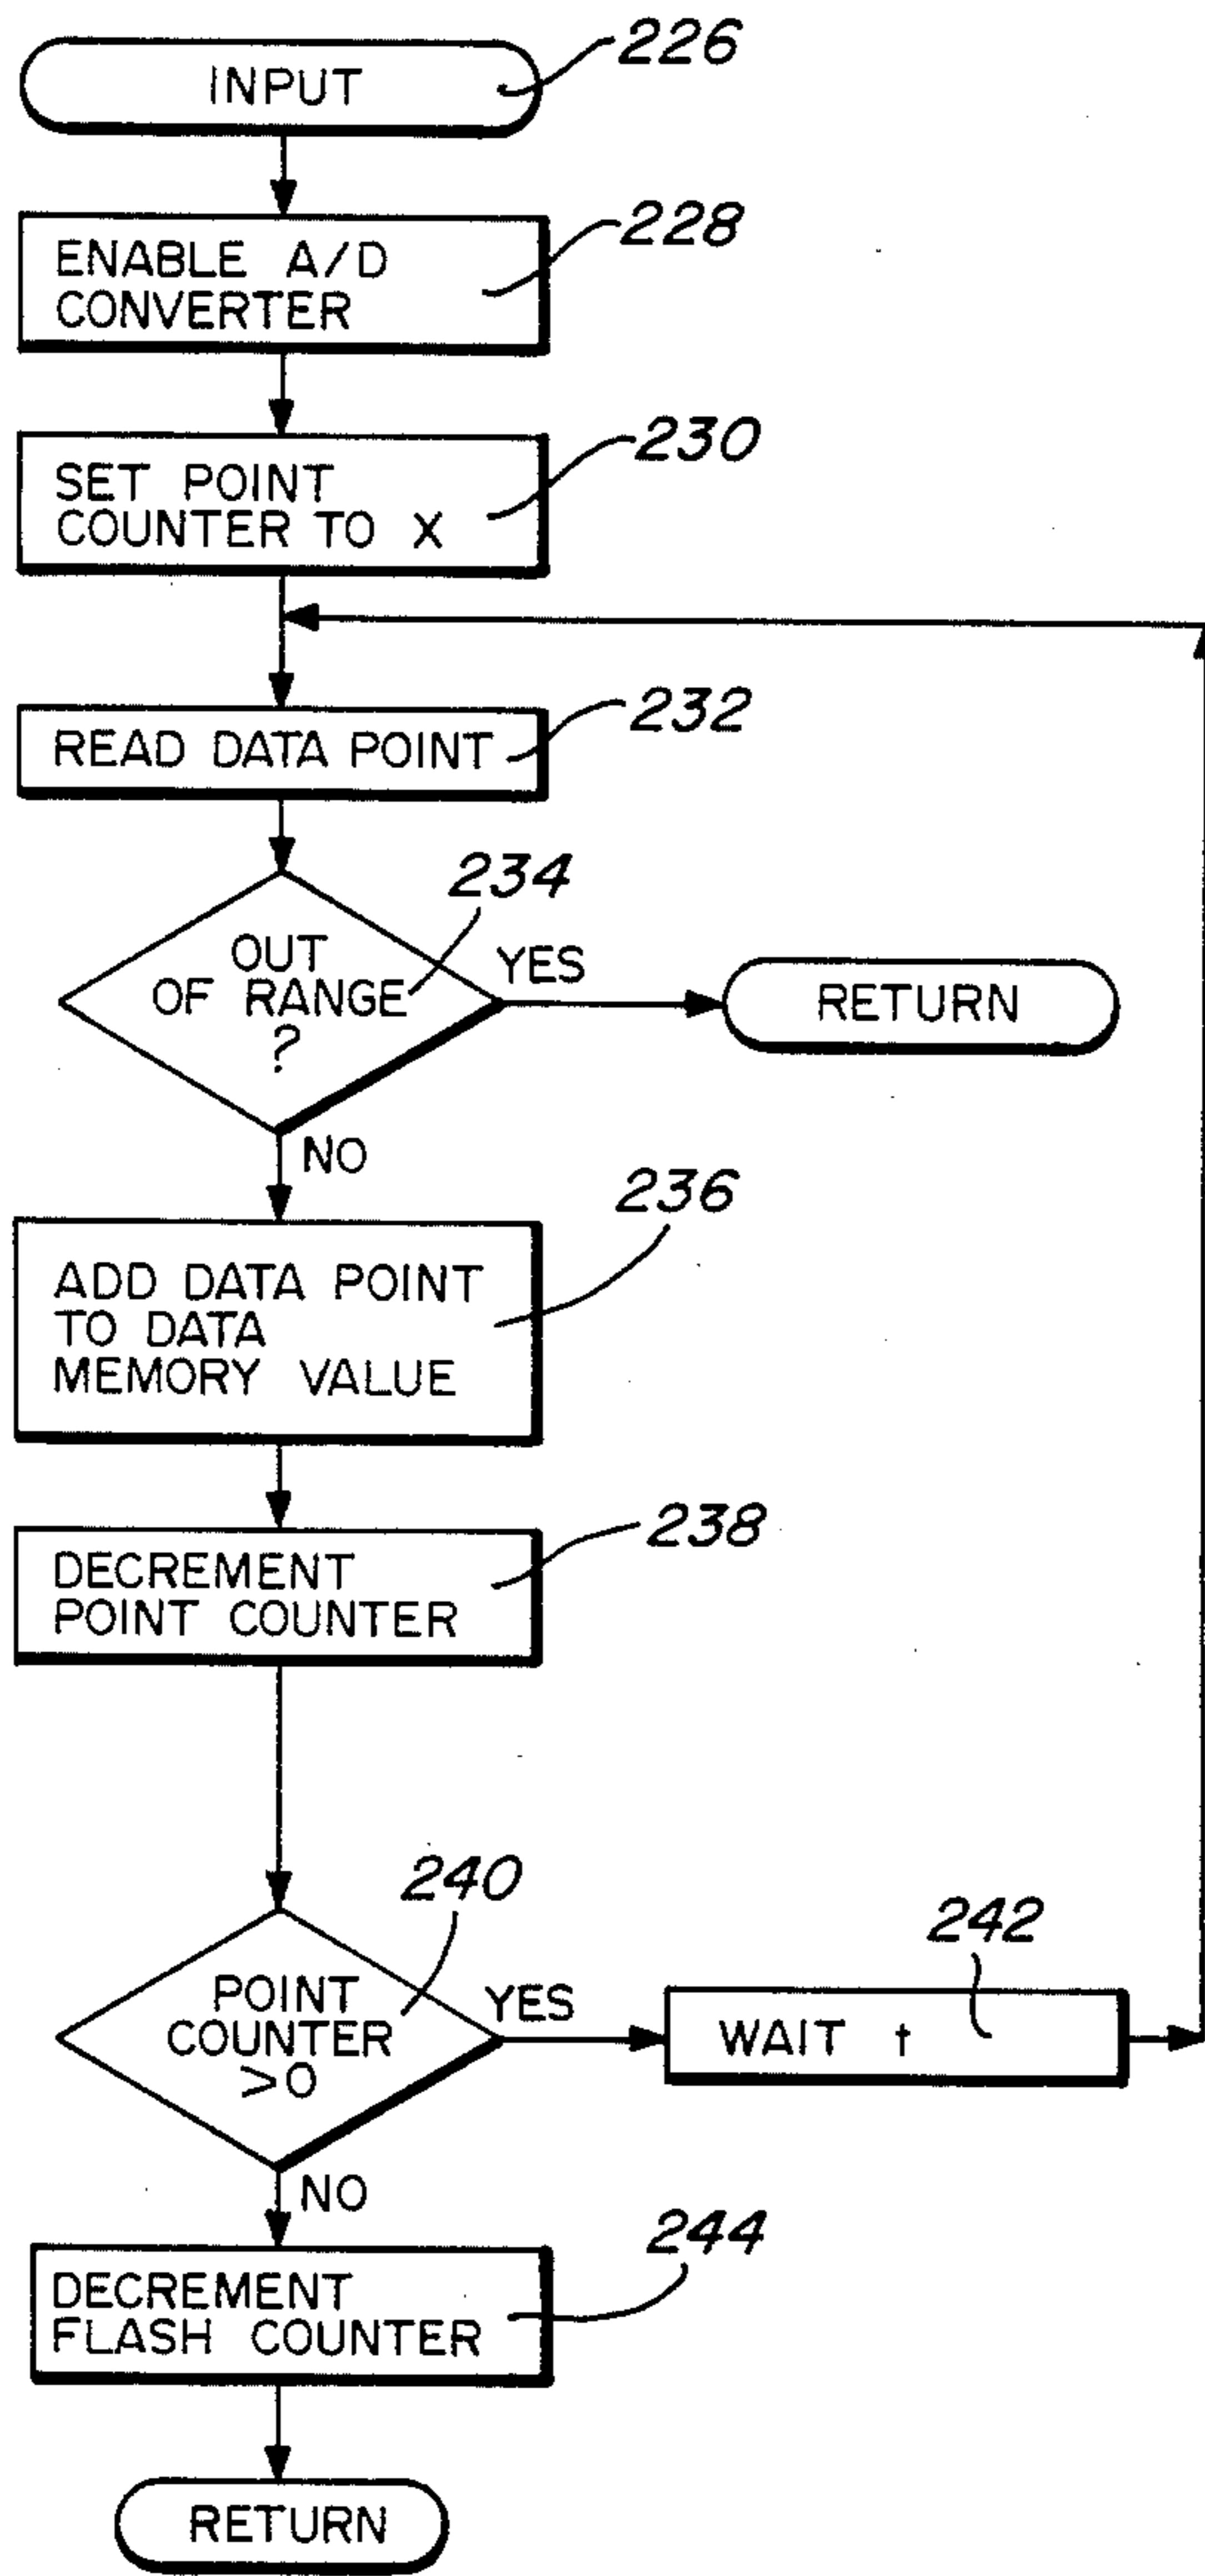 226
INPUT
228
ENABLE A/D
CONVERTER
230
SET POINT
COUNTER TO X
232
READ DATA POINT
234
OUT
OF RANGE
?
YES
RETURN
NO
236
ADD DATA POINT
TO DATA
MEMORY VALUE
238
DECREMENT
POINT COUNTER
240
POINT
COUNTER
>0
YES
242
WAIT t
NO
244
DECREMENT
FLASH COUNTER
RETURN